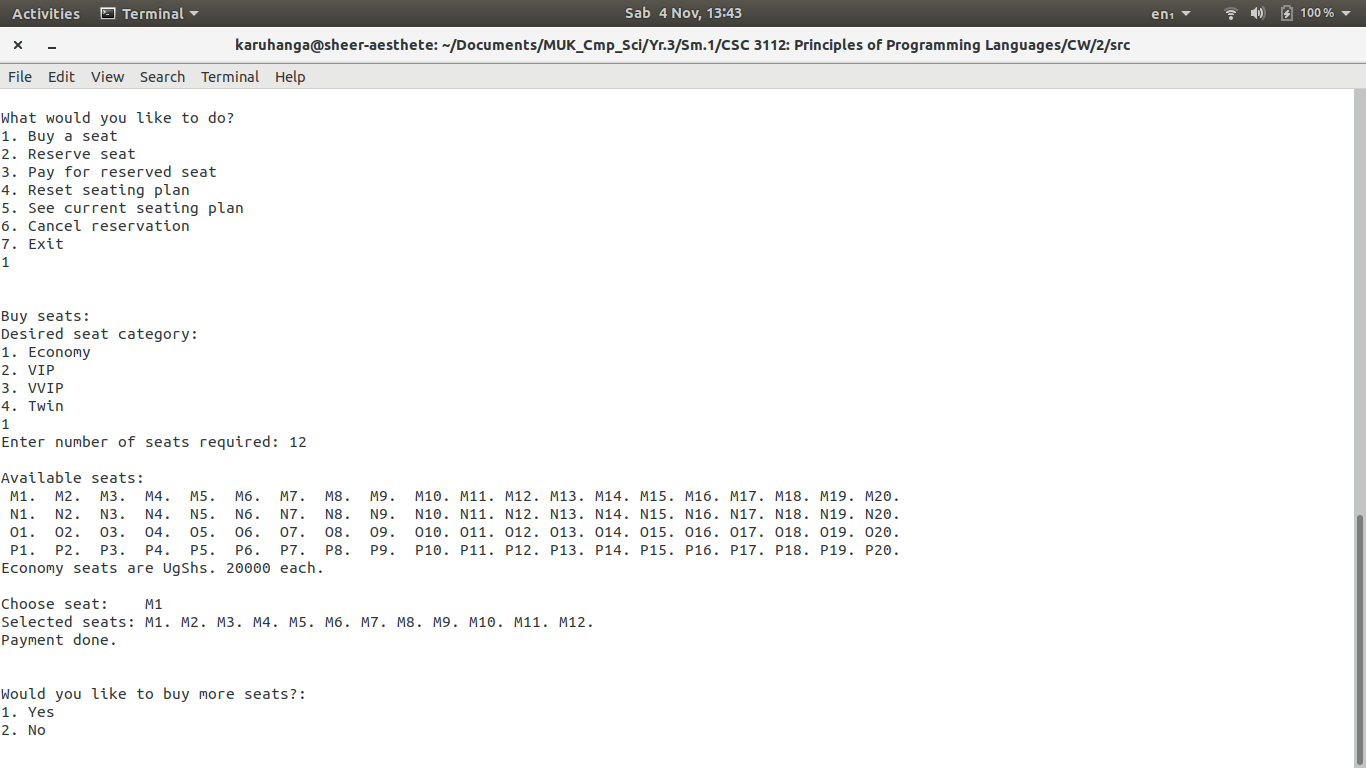 Activities Terminal Sab 4 Nov, 13:43 en₁ 100%
karuhanga@sheer-aesthete: ~/Documents/MUK_Cmp_Sci/Yr.3/Sm.1/CSC 3112: Principles of Programming Languages/CW/2/src
File Edit View Search Terminal Help
What would you like to do?
1. Buy a seat
2. Reserve seat
3. Pay for reserved seat
4. Reset seating plan
5. See current seating plan
6. Cancel reservation
7. Exit
1
Buy seats:
Desired seat category:
1. Economy
2. VIP
3. VVIP
4. Twin
1
Enter number of seats required: 12
Available seats:
M1. M2. M3. M4. M5. M6. M7. M8. M9. M10. M11. M12. M13. M14. M15. M16. M17. M18. M19. M20.
N1. N2. N3. N4. N5. N6. N7. N8. N9. N10. N11. N12. N13. N14. N15. N16. N17. N18. N19. N20.
O1. O2. O3. O4. O5. O6. O7. O8. O9. O10. O11. O12. O13. O14. O15. O16. O17. O18. O19. O20.
P1. P2. P3. P4. P5. P6. P7. P8. P9. P10. P11. P12. P13. P14. P15. P16. P17. P18. P19. P20.
Economy seats are UgShs. 20000 each.
Choose seat: M1
Selected seats: M1. M2. M3. M4. M5. M6. M7. M8. M9. M10. M11. M12.
Payment done.
Would you like to buy more seats?:
1. Yes
2. No